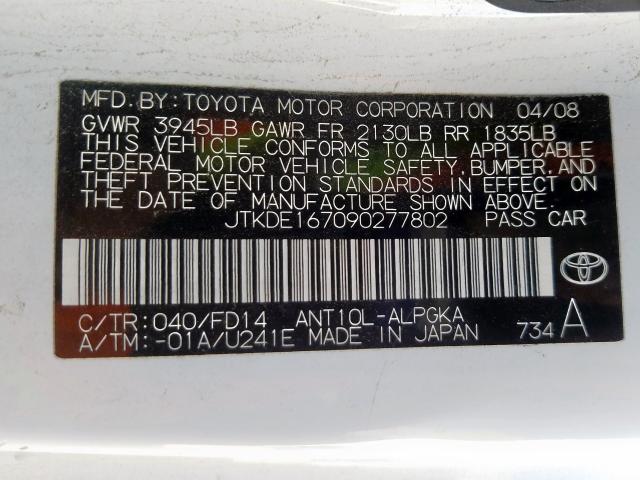 MFD.BY:TOYOTA MOTOR CORPORATION 04/08
GVWR 3945LB GAWR FR 2130LB RR 1835LB
THIS VEHICLE CONFORMS TO ALL APPLICABLE
FEDERAL MOTOR VEHICLE SAFETY,BUMPER,AND
THEFT PREVENTION STANDARDS IN EFFECT ON
THE DATE OF MANUFACTURE SHOWN ABOVE.
JTKDE167090277802 PASS CAR
C/TR:040/FD14 ANT10L-ALPGKA
A/TM:-01A/U241E MADE IN JAPAN 734 A